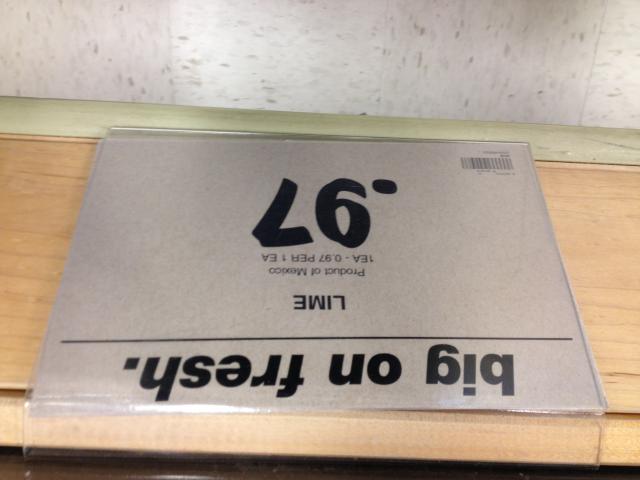 big on fresh.
LIME
Product of Mexico
1EA - 0.97 PER 1 EA
.97